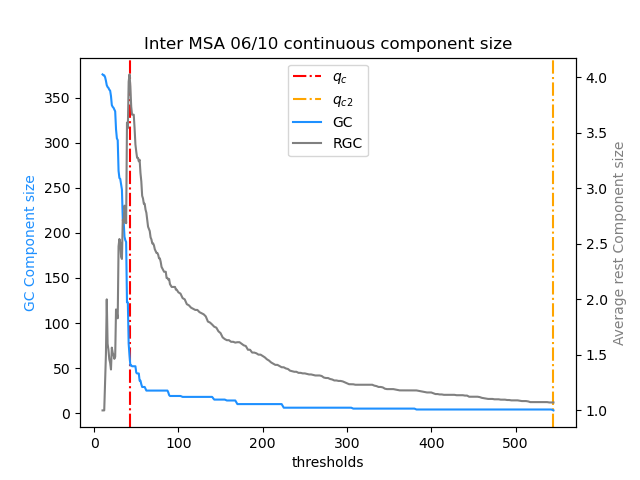 Inter MSA 06/10 continuous component size
q_c
q_c2
GC
RGC
GC Component size
350
300
250
200
150
100
50
0
4.0
3.5
3.0
2.5
2.0
1.5
1.0
Average rest Component size
0 100 200 300 400 500
thresholds